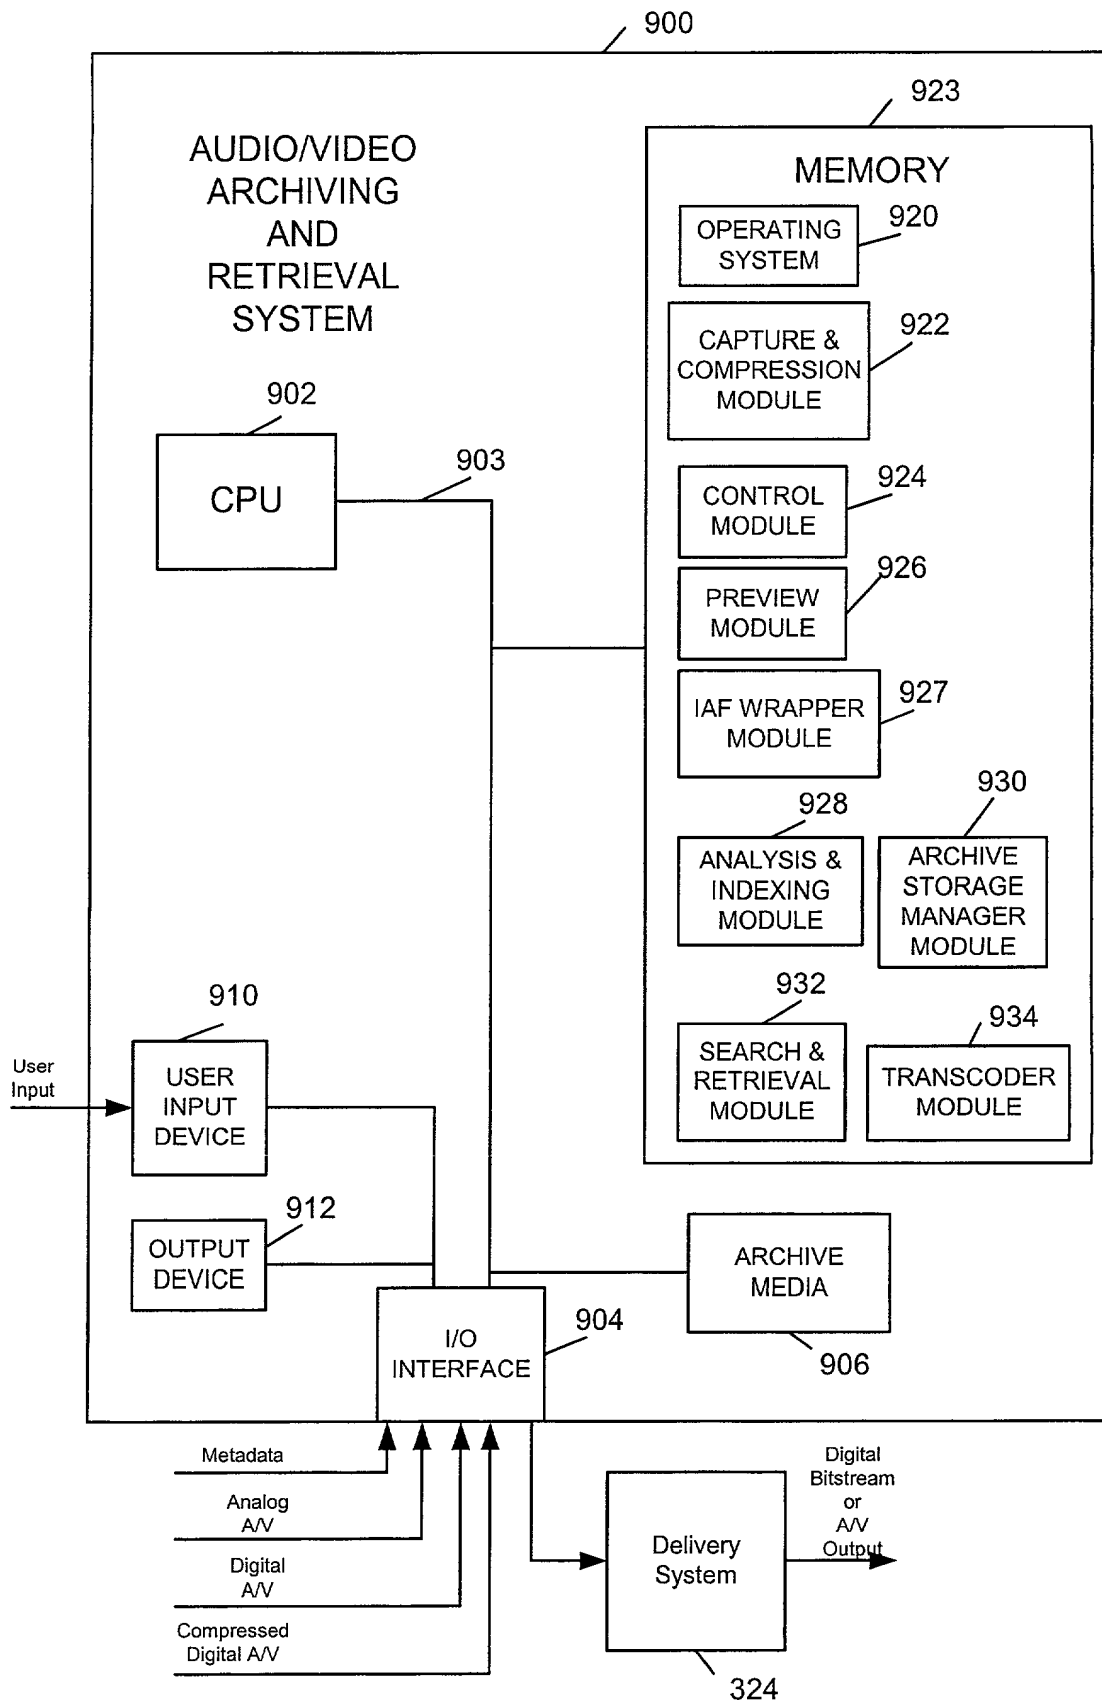 900
AUDIO/VIDEO
ARCHIVING
AND
RETRIEVAL
SYSTEM
923
MEMORY
OPERATING
SYSTEM
920
CAPTURE &
COMPRESSION
MODULE
922
902
CPU
903
CONTROL
MODULE
924
PREVIEW
MODULE
926
IAF WRAPPER
MODULE
927
928
ANALYSIS &
INDEXING
MODULE
930
ARCHIVE
STORAGE
MANAGER
MODULE
932
SEARCH &
RETRIEVAL
MODULE
934
TRANSCODER
MODULE
User
Input
910
USER
INPUT
DEVICE
912
OUTPUT
DEVICE
I/O
INTERFACE
904
ARCHIVE
MEDIA
906
Metadata
Analog
A/V
Digital
A/V
Compressed
Digital A/V
Delivery
System
324
Digital
Bitstream
or
A/V
Output